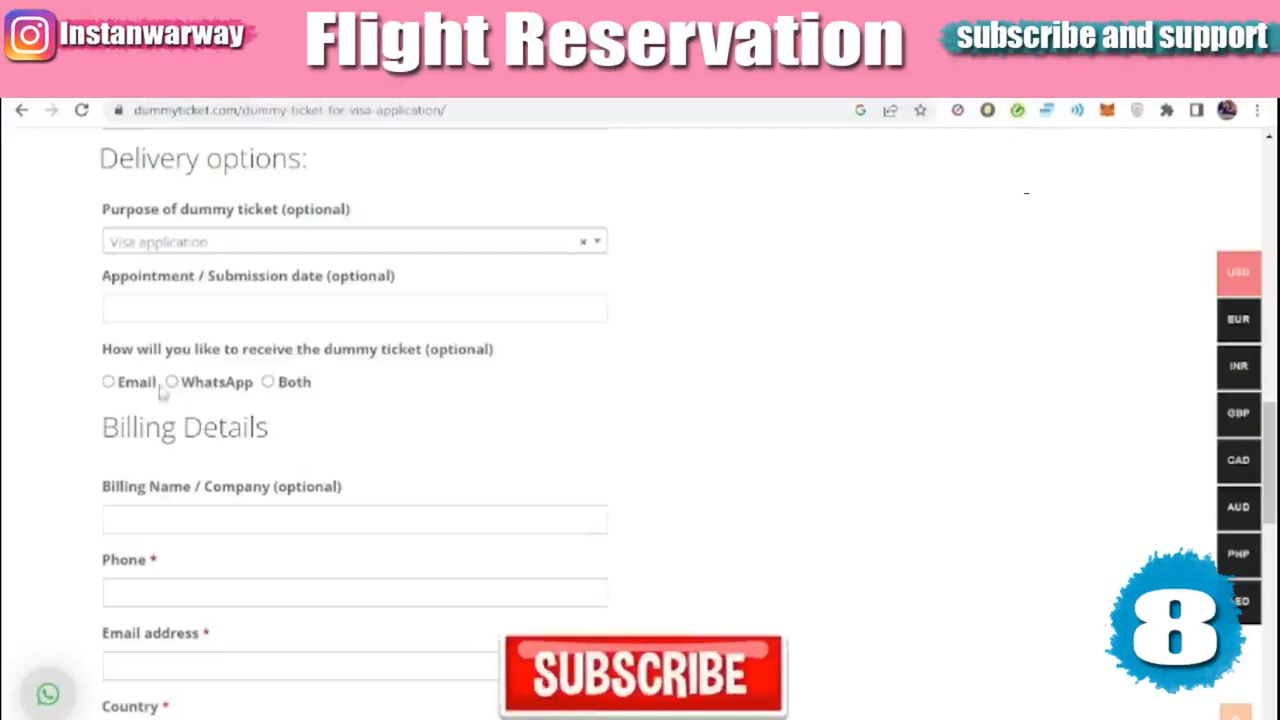 Instanwarway
Flight Reservation
subscribe and support
dummyticket.com/dummy-ticket-for-visa-application/
Delivery options:
Purpose of dummy ticket (optional)
Visa application
Appointment / Submission date (optional)
How will you like to receive the dummy ticket (optional)
Email WhatsApp Both
Billing Details
Billing Name / Company (optional)
Phone *
Email address *
Country *
USD
EUR
INR
GBP
CAD
AUD
PHP
ED
8
SUBSCRIBE